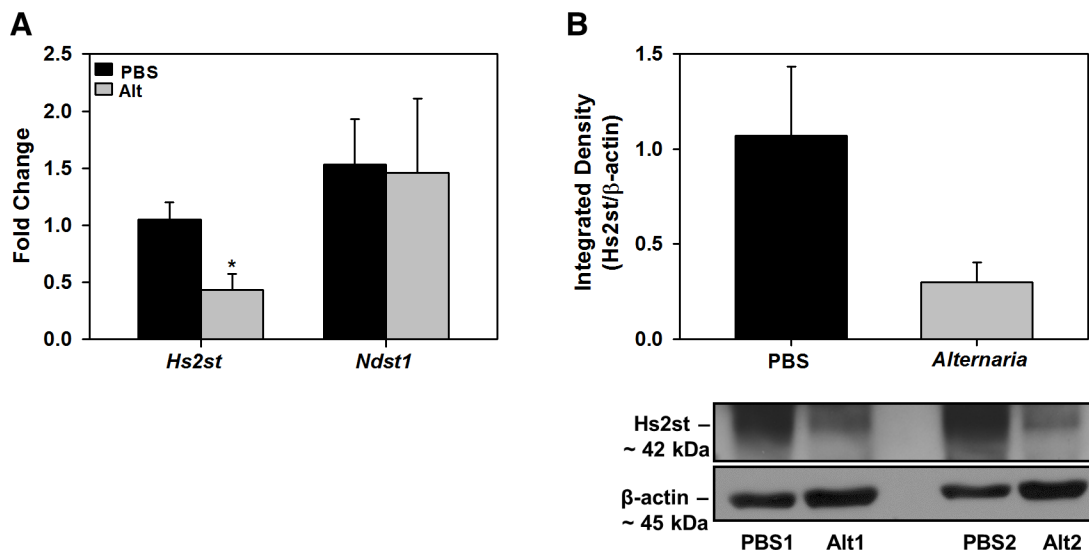 A
Fold Change
2.5
2.0
1.5
1.0
0.5
0.0
PBS
Alt
*
Hs2st
Ndst1
B
Integrated Density
(Hs2st/β-actin)
1.5
1.0
0.5
0.0
PBS
Alternaria
Hs2st –
~ 42 kDa
β-actin –
~ 45 kDa
PBS1
Alt1
PBS2
Alt2